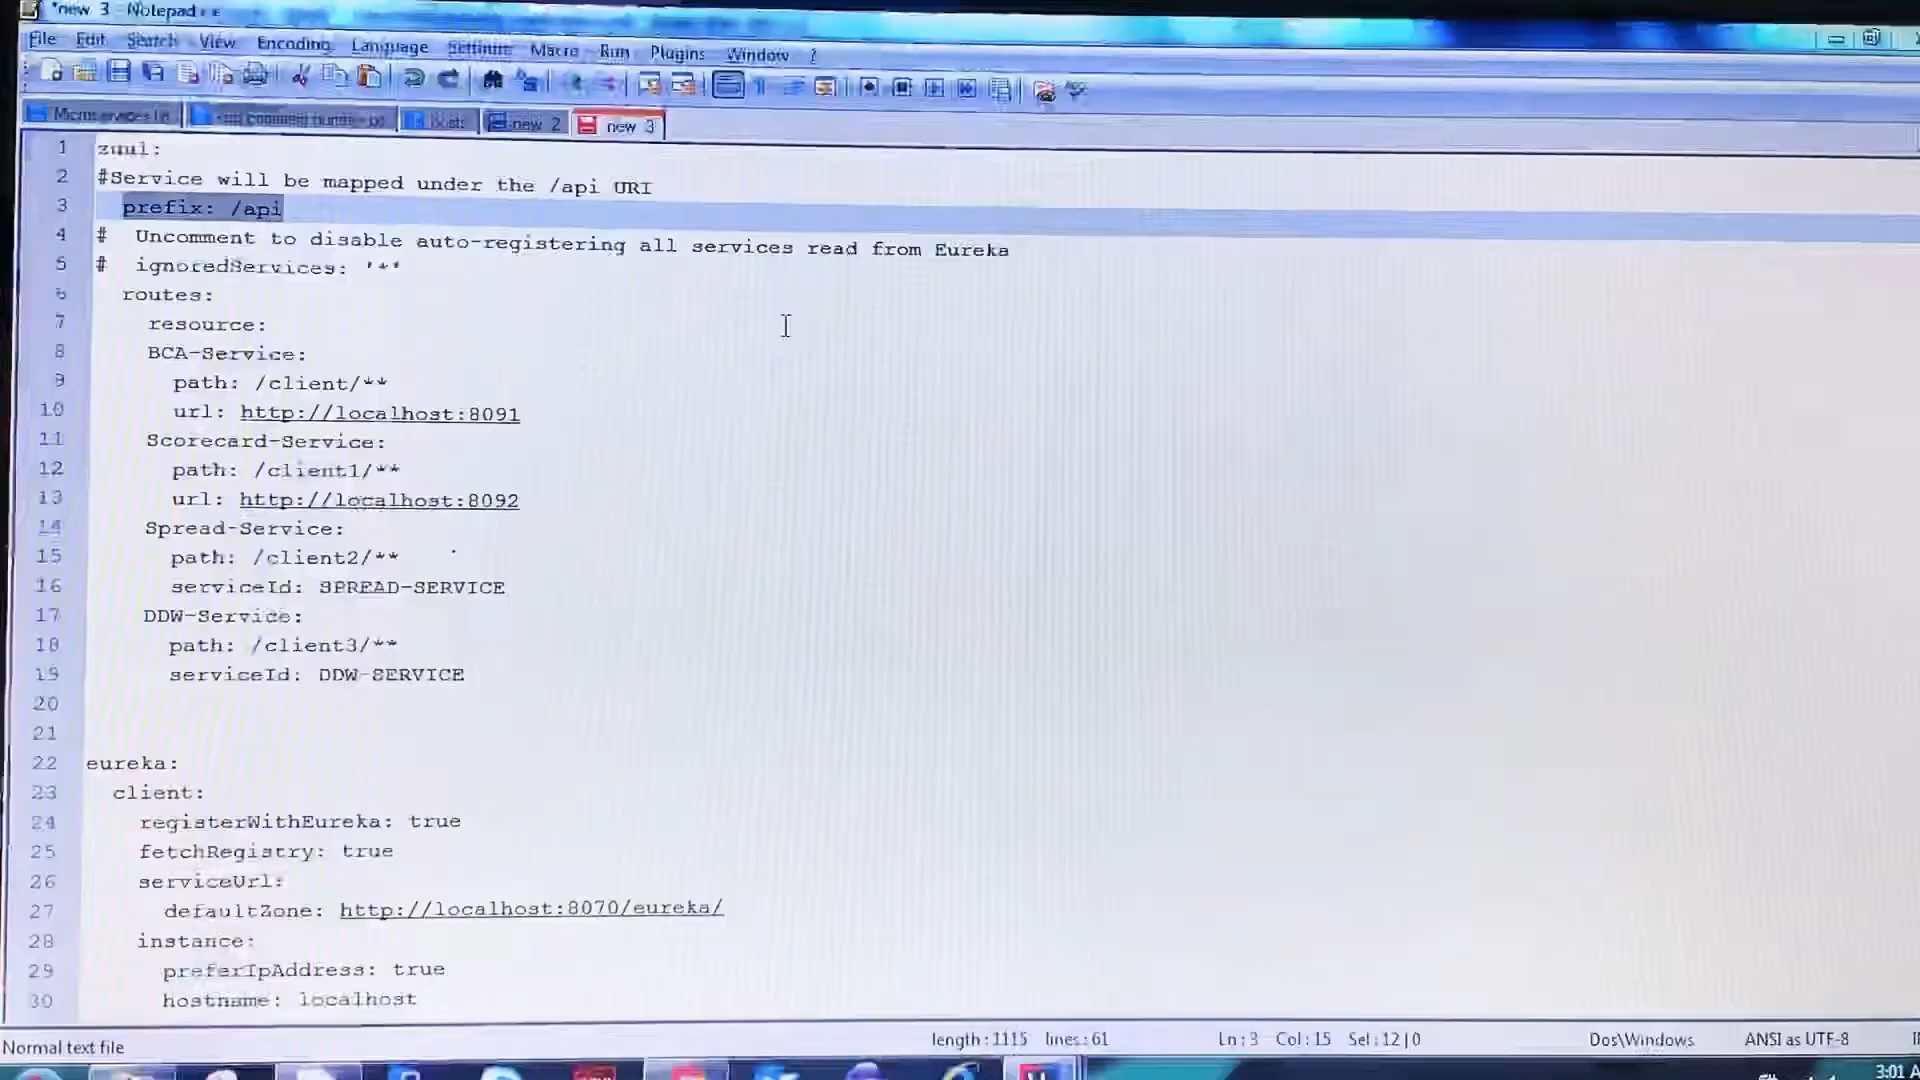 *new 3 - Notepad++
File Edit Search View Encoding Language Settings Macro Run Plugins Window ?
new 2 new 3
1 zuul:
2 #Service will be mapped under the /api URI
3 prefix: /api
4 # Uncomment to disable auto-registering all services read from Eureka
5 # ignoredServices: '*'
6 routes:
7 resource:
8 BCA-Service:
9 path: /client/**
10 url: http://localhost:8091
11 Scorecard-Service:
12 path: /client1/**
13 url: http://localhost:8092
14 Spread-Service:
15 path: /client2/**
16 serviceId: SPREAD-SERVICE
17 DDW-Service:
18 path: /client3/**
19 serviceId: DDW-SERVICE
20
21
22 eureka:
23 client:
24 registerWithEureka: true
25 fetchRegistry: true
26 serviceUrl:
27 defaultZone: http://localhost:8070/eureka/
28 instance:
29 preferIpAddress: true
30 hostname: localhost
Normal text file length : 1115 lines : 61 Ln : 3 Col : 15 Sel : 12 | 0 Dos\Windows ANSI as UTF-8
3:01 A